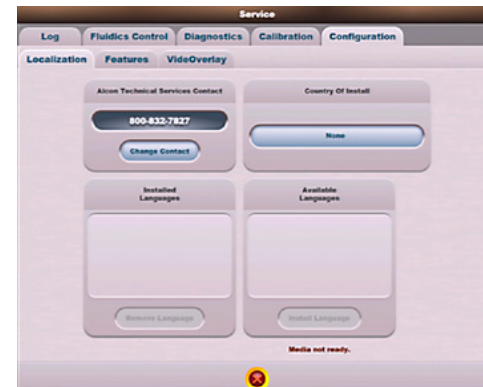 Service
Log Fluidics Control Diagnostics Calibration Configuration
Localization Features VideOverlay
Alcon Technical Services Contact
800-832-7827
Change Contact
Country Of Install
None
Installed
Languages
Remove Language
Available
Languages
Install Language
Media not ready.